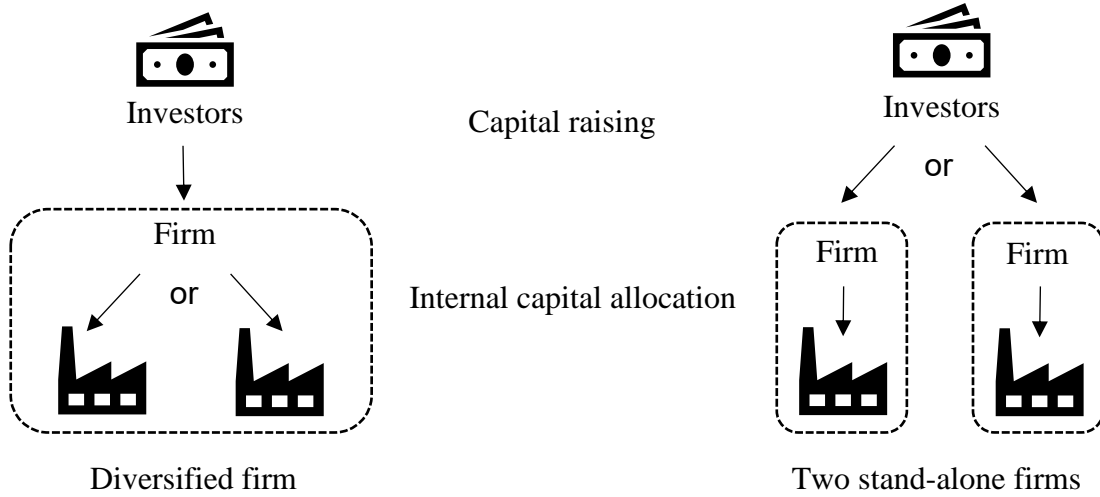 Investors
Capital raising
Investors
or
Firm
or
Internal capital allocation
Firm
Firm
Diversified firm
Two stand-alone firms